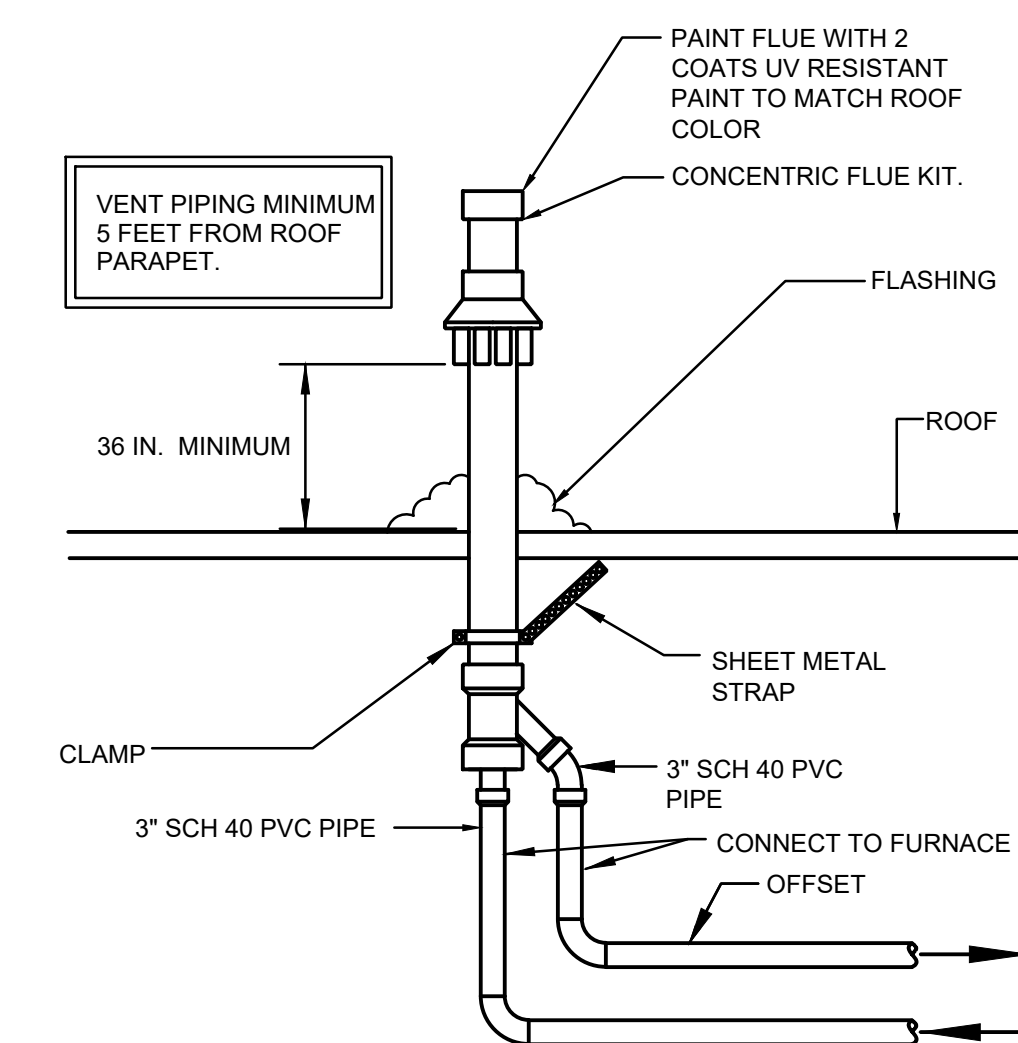 PAINT FLUE WITH 2
COATS UV RESISTANT
PAINT TO MATCH ROOF
COLOR
CONCENTRIC FLUE KIT.
VENT PIPING MINIMUM
5 FEET FROM ROOF
PARAPET.
FLASHING
ROOF
36 IN. MINIMUM
SHEET METAL
STRAP
CLAMP
3" SCH 40 PVC
PIPE
3" SCH 40 PVC PIPE
CONNECT TO FURNACE
OFFSET